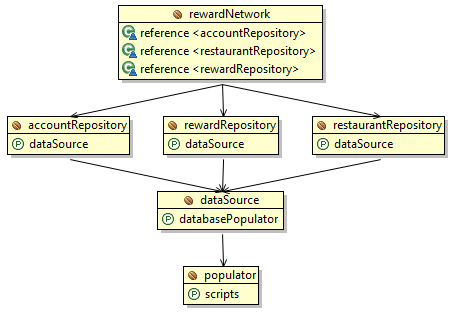 rewardNetwork
reference <accountRepository>
reference <restaurantRepository>
reference <rewardRepository>
accountRepository
dataSource
rewardRepository
dataSource
restaurantRepository
dataSource
dataSource
databasePopulator
populator
scripts